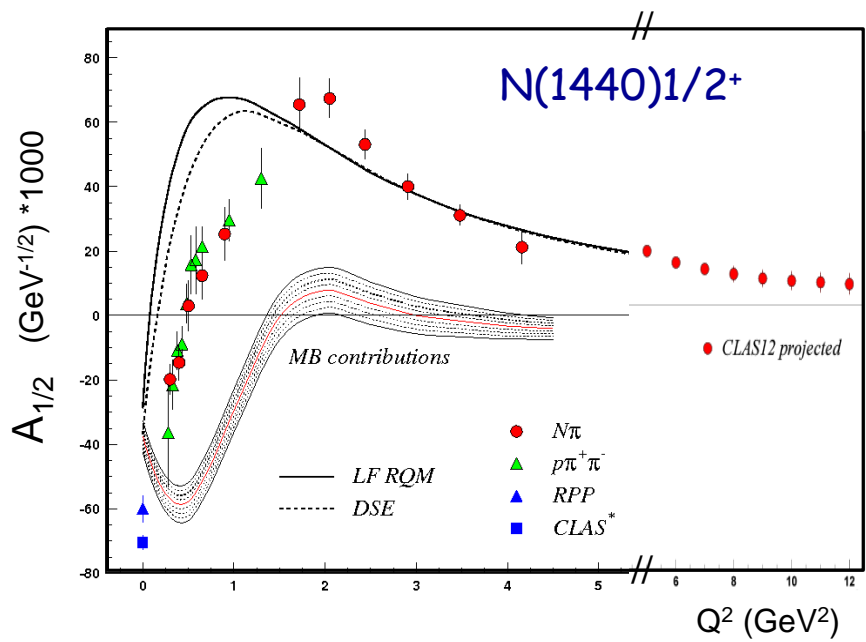 //
N(1440)1/2⁺
A1/2 (GeV-1/2) *1000
80
60
40
20
0
-20
-40
-60
-80
MB contributions
CLAS12 projected
LF RQM
DSE
Nπ
pπ⁺π⁻
RPP
CLAS*
0
1
2
3
4
5
//
6
7
8
9
10
11
12
Q² (GeV²)